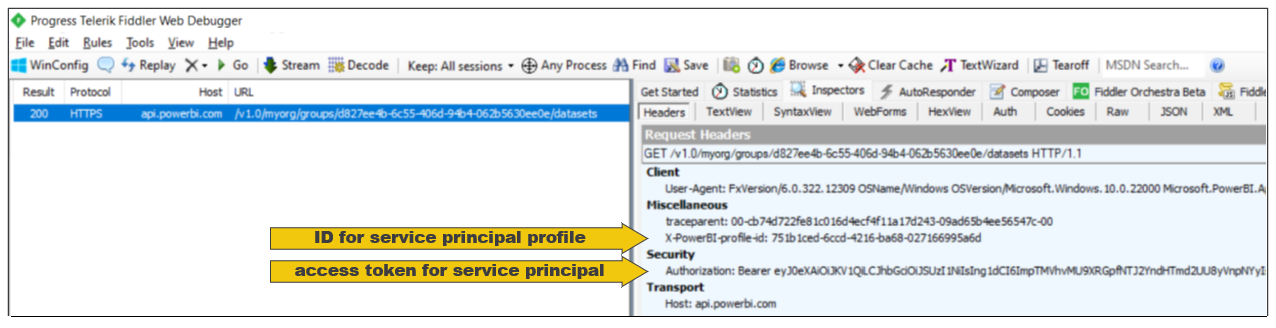 Progress Telerik Fiddler Web Debugger
File Edit Rules Tools View Help
WinConfig Replay Go Stream Decode Keep: All sessions Any Process Find Save Browse Clear Cache TextWizard Tearoff MSDN Search...
Result Protocol Host URL
200 HTTPS api.powerbi.com /v1.0/myorg/groups/d827ee4b-6c55-406d-94b4-062b5630ee0e/datasets
Get Started Statistics Inspectors AutoResponder Composer FO Fiddler Orchestra Beta Fiddle
Headers TextView SyntaxView WebForms HexView Auth Cookies Raw JSON XML
Request Headers
GET /v1.0/myorg/groups/d827ee4b-6c55-406d-94b4-062b5630ee0e/datasets HTTP/1.1
Client
User-Agent: FxVersion/6.0.322.12309 OSName/Windows OSVersion/Microsoft.Windows.10.0.22000 Microsoft.PowerBI.A
Miscellaneous
traceparent: 00-cb74d722fe81c016d4ecf4f11a17d243-09ad65b4ee56547c-00
ID for service principal profile
X-PowerBI-profile-id: 751b1ced-6ccd-4216-ba68-027166995a6d
Security
access token for service principal
Authorization: Bearer eyJ0eXAiOiJKV1QiLCJhbGciOiJSUzI1NiIsIng1dCI6ImpTMVhvMU9XRGpfNTJ2YndHTmd2UU8yVnpNYyI
Transport
Host: api.powerbi.com